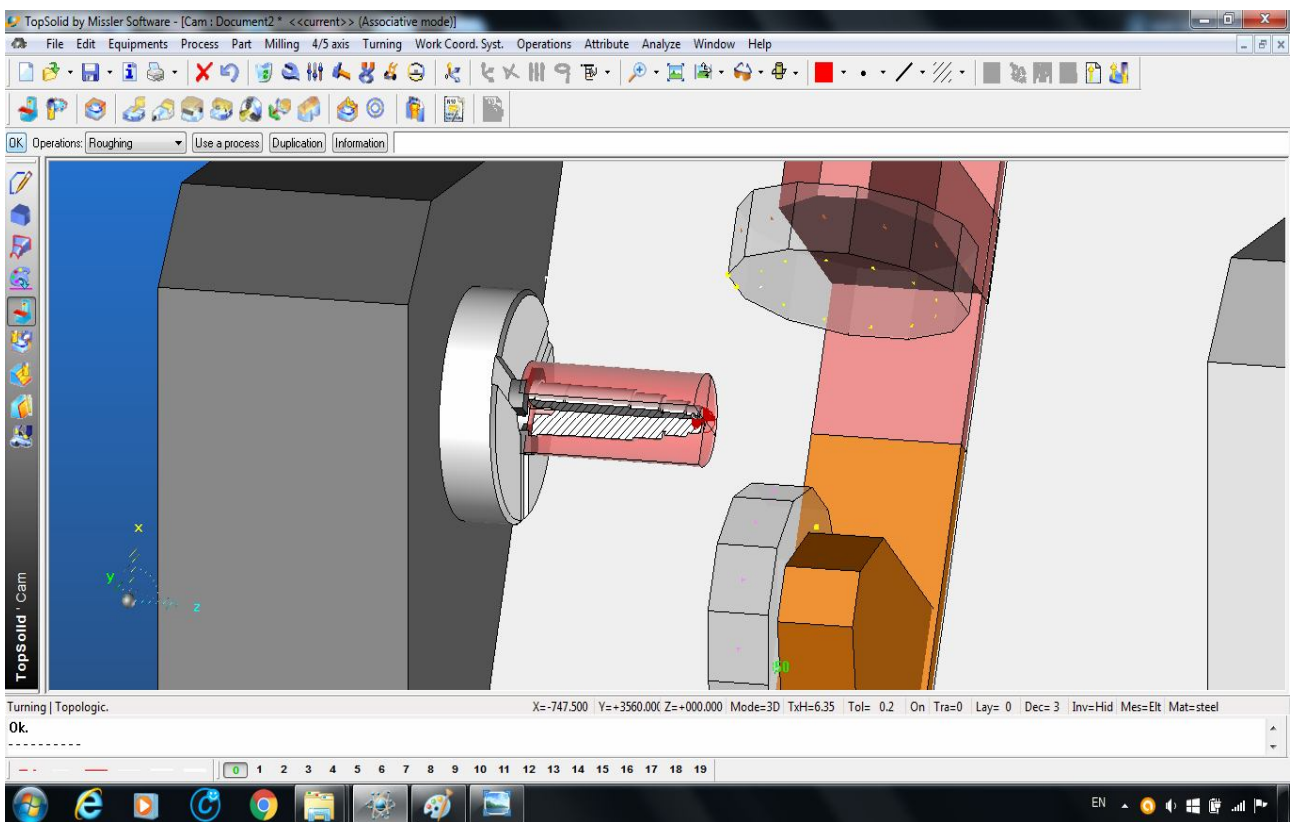 TopSolid by Missler Software - [Cam : Document2 * <<current>> (Associative mode)]
File Edit Equipments Process Part Milling 4/5 axis Turning Work Coord. Syst. Operations Attribute Analyze Window Help
OK Operations: Roughing Use a process Duplication Information
x
y
z
50
TopSolid ' Cam
Turning | Topologic. X=-747.500 Y=+3560.000 Z=+000.000 Mode=3D TxH=6.35 Tol= 0.2 On Tra=0 Lay= 0 Dec= 3 Inv=Hid Mes=Elt Mat=steel
Ok.
----------
0 1 2 3 4 5 6 7 8 9 10 11 12 13 14 15 16 17 18 19
EN